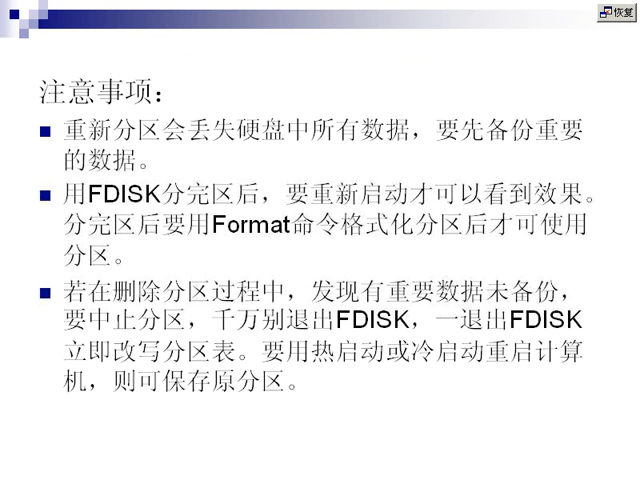 恢复
注意事项：
重新分区会丢失硬盘中所有数据，要先备份重要
的数据。
用FDISK分完区后，要重新启动才可以看到效果。
分完区后要用Format命令格式化分区后才可使用
分区。
若在删除分区过程中，发现有重要数据未备份，
要中止分区，千万别退出FDISK，一退出FDISK
立即改写分区表。要用热启动或冷启动重启计算
机，则可保存原分区。